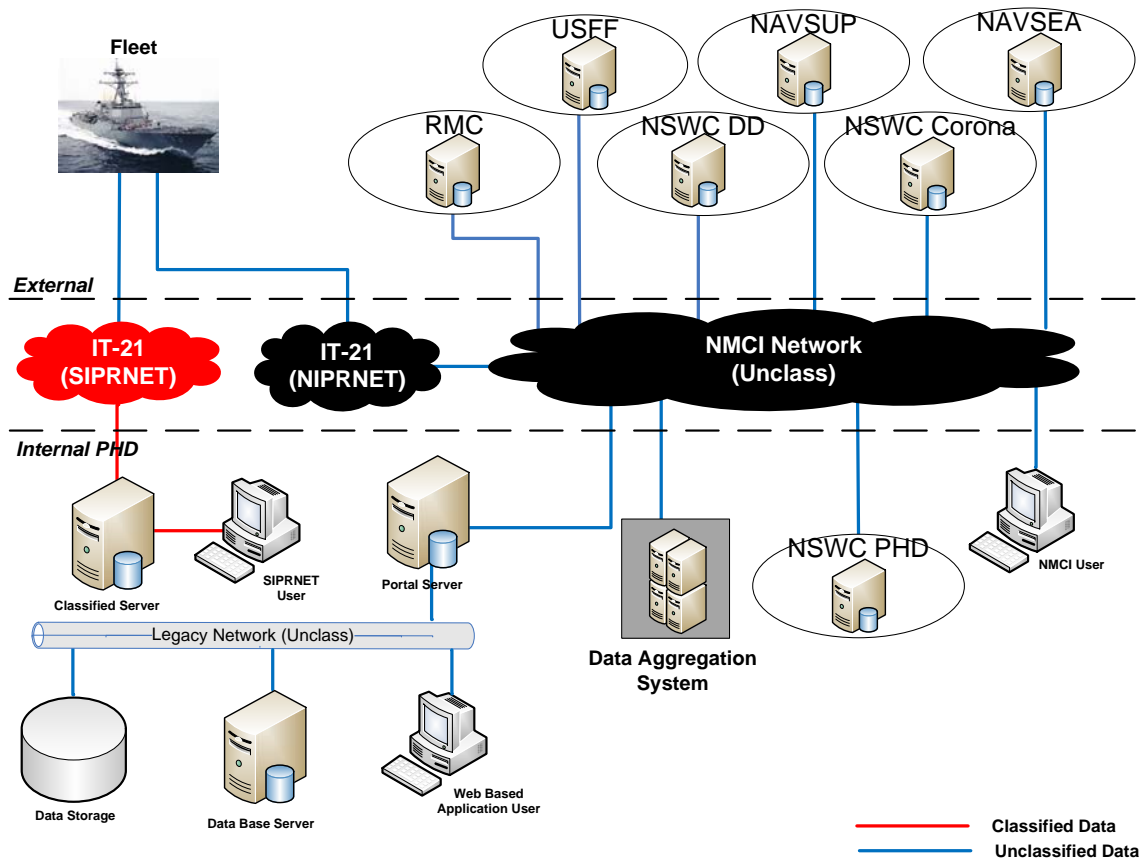 Fleet
USFF
NAVSUP
NAVSEA
RMC
NSWC DD
NSWC Corona
External
IT-21
(SIPRNET)
IT-21
(NIPRNET)
NMCI Network
(Unclass)
Internal PHD
Classified Server
SIPRNET
User
Portal Server
NSWC PHD
NMCI User
Legacy Network (Unclass)
Data Aggregation
System
Data Storage
Data Base Server
Web Based
Application User
Classified Data
Unclassified Data